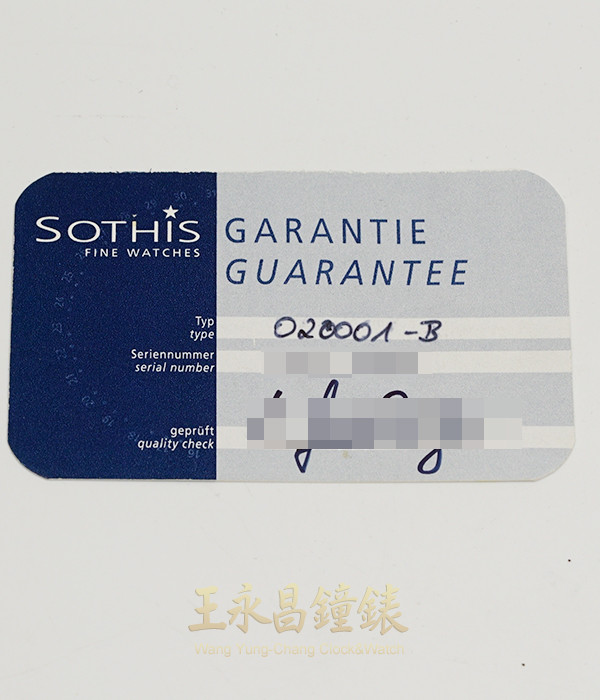 SOTHIS
FINE WATCHES
GARANTIE
GUARANTEE
Typ
type
020001-B
Seriennummer
serial number
geprüft
quality check
王永昌鐘錶
Wang Yung-Chang Clock&Watch